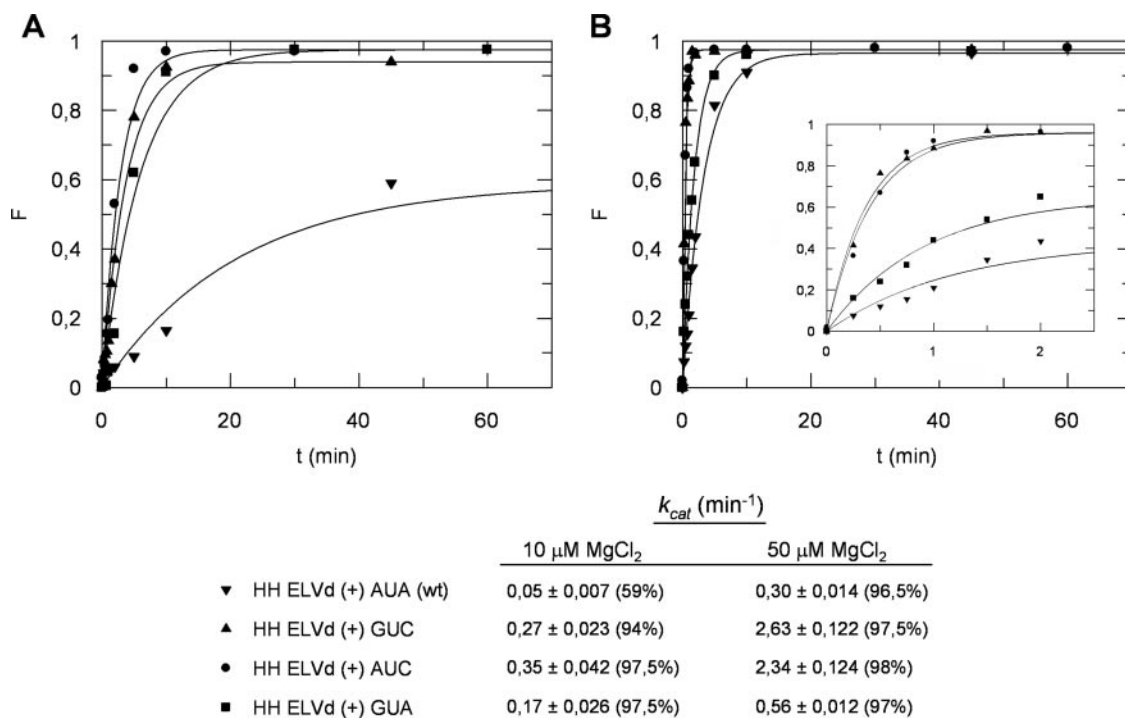 A
B
1
0,8
0,6
0,4
0,2
0
F
0
20
40
60
t (min)
1
0,8
0,6
0,4
0,2
0
F
0
20
40
60
t (min)
1
0,8
0,6
0,4
0,2
0
0
1
2
kcat (min-1)
10 μM MgCl2 50 μM MgCl2
▼ HH ELVd (+) AUA (wt) 0,05 ± 0,007 (59%) 0,30 ± 0,014 (96,5%)
▲ HH ELVd (+) GUC 0,27 ± 0,023 (94%) 2,63 ± 0,122 (97,5%)
● HH ELVd (+) AUC 0,35 ± 0,042 (97,5%) 2,34 ± 0,124 (98%)
■ HH ELVd (+) GUA 0,17 ± 0,026 (97,5%) 0,56 ± 0,012 (97%)